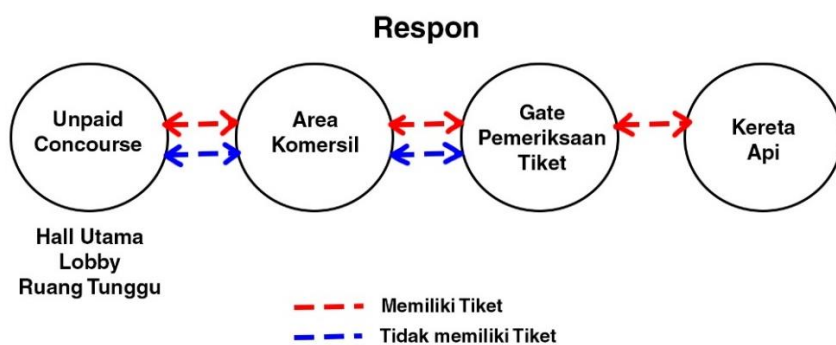 Respon
Unpaid
Concourse
Area
Komersil
Gate
Pemeriksaan
Tiket
Kereta
Api
Hall Utama
Lobby
Ruang Tunggu
Memiliki Tiket
Tidak memiliki Tiket